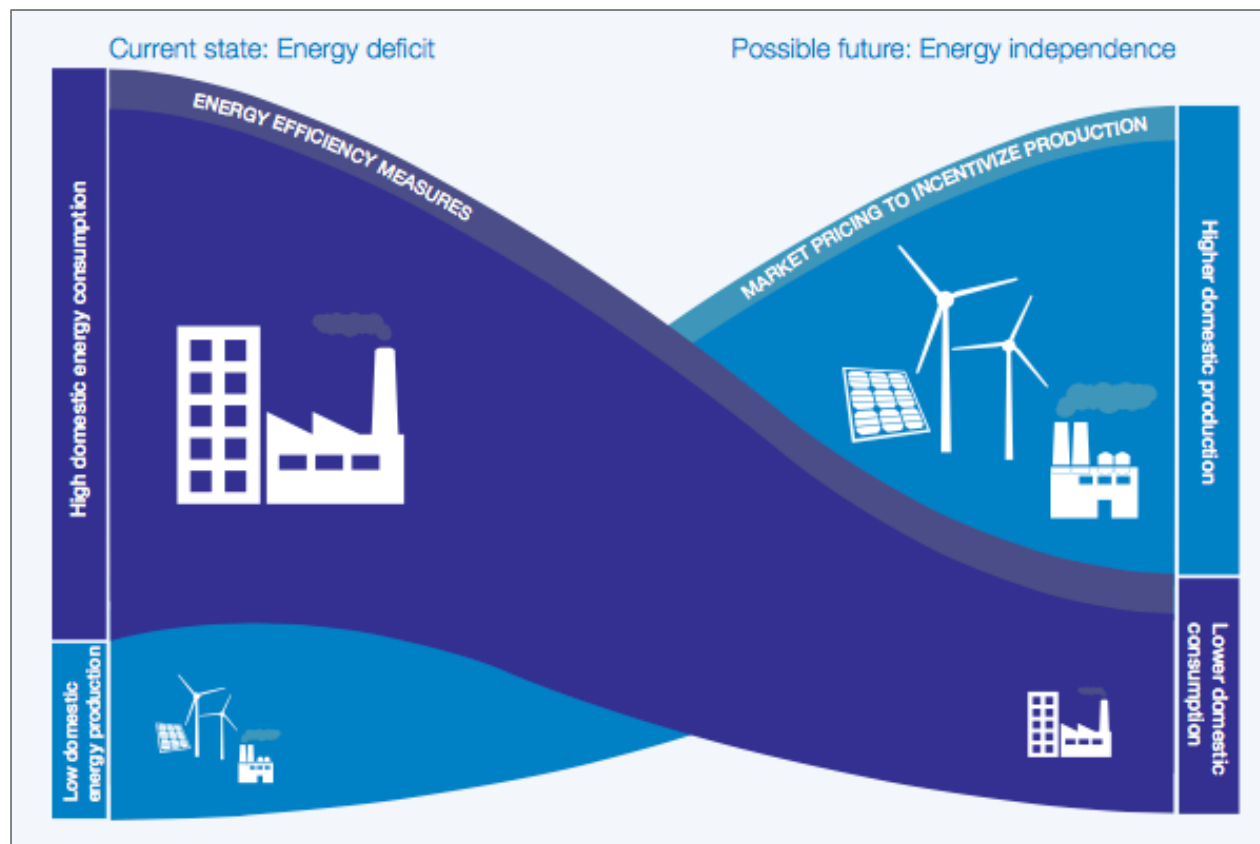 Current state: Energy deficit
Possible future: Energy independence
ENERGY EFFICIENCY MEASURES
MARKET PRICING TO INCENTIVIZE PRODUCTION
High domestic energy consumption
Low domestic
energy production
Higher domestic production
Lower domestic
consumption